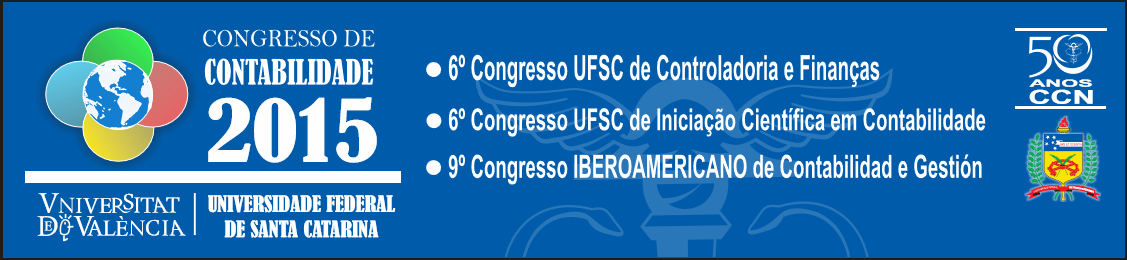 CONGRESSO DE
CONTABILIDADE
2015
VNIVERSITAT
DE VALÈNCIA
UNIVERSIDADE FEDERAL
DE SANTA CATARINA
● 6º Congresso UFSC de Controladoria e Finanças
● 6º Congresso UFSC de Iniciação Científica em Contabilidade
● 9º Congresso IBEROAMERICANO de Contabilidad e Gestión
50
ANOS
CCN